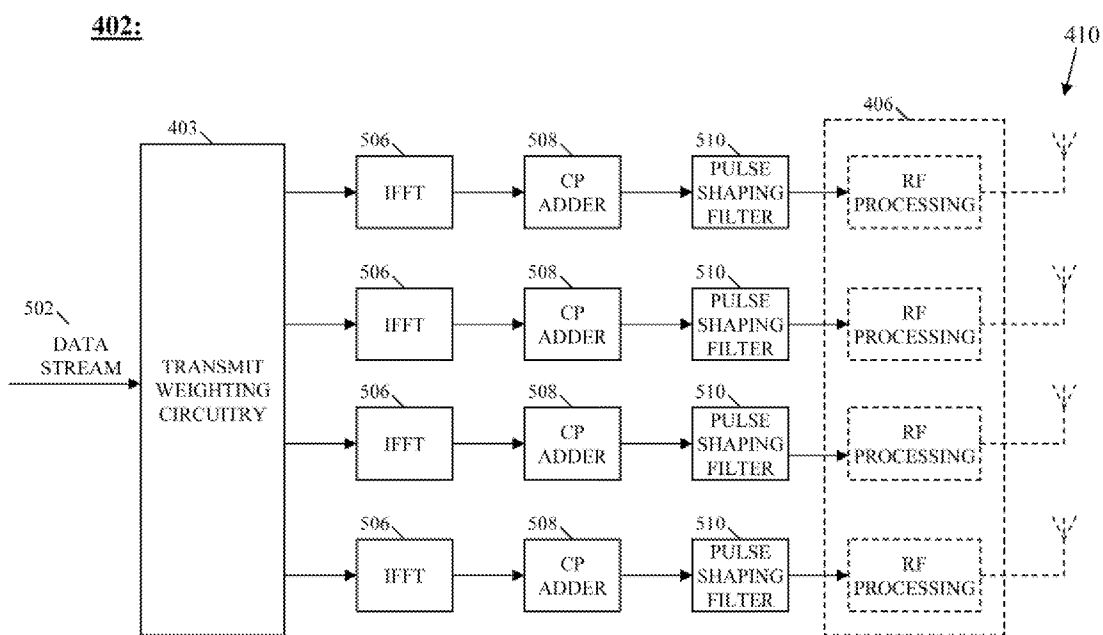 402:
410
403
506
508
510
406
IFFT
CP
ADDER
PULSE
SHAPING
FILTER
RF
PROCESSING
506
508
510
IFFT
CP
ADDER
PULSE
SHAPING
FILTER
RF
PROCESSING
502
DATA
STREAM
TRANSMIT
WEIGHTING
CIRCUITRY
506
508
510
IFFT
CP
ADDER
PULSE
SHAPING
FILTER
RF
PROCESSING
506
508
510
IFFT
CP
ADDER
PULSE
SHAPING
FILTER
RF
PROCESSING